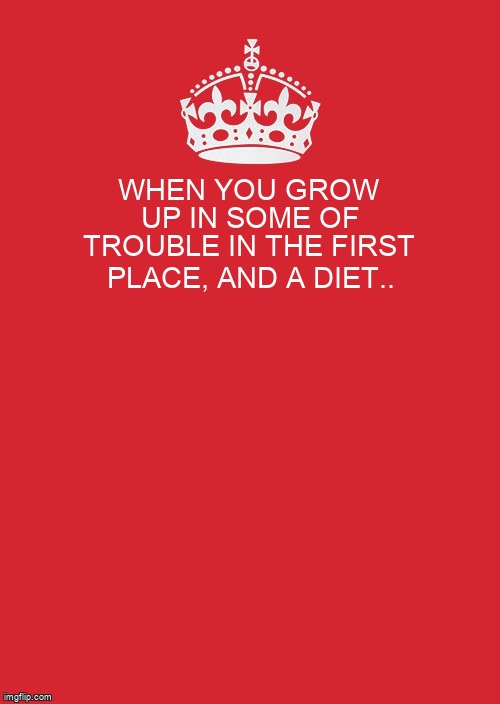 WHEN YOU GROW
UP IN SOME OF
TROUBLE IN THE FIRST
PLACE, AND A DIET..
imgflip.com